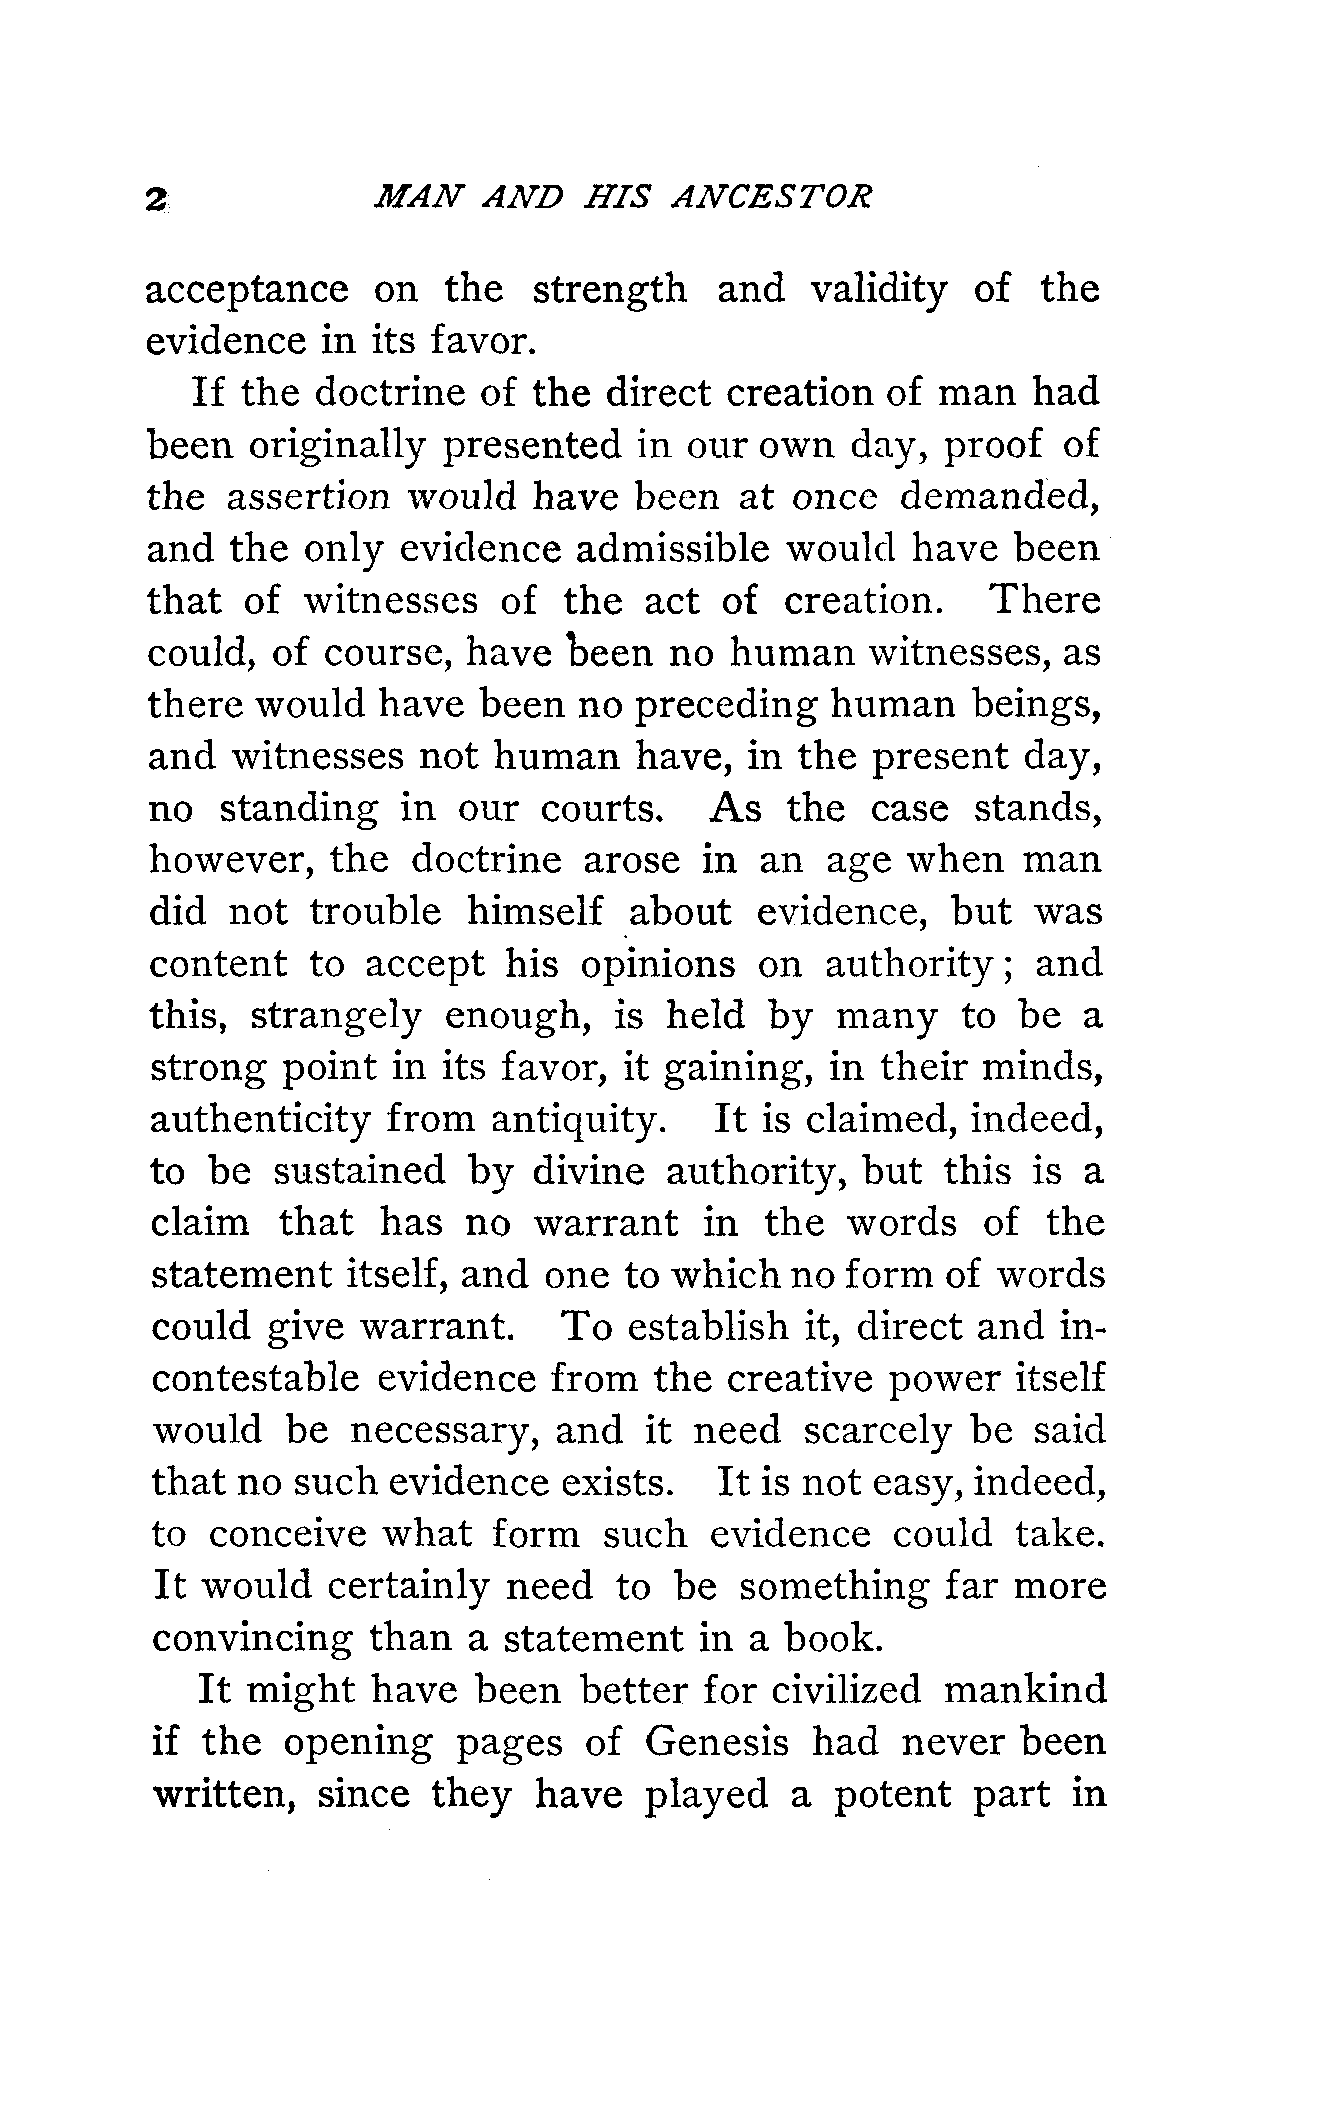 2 MAN AND HIS ANCESTOR
acceptance on the strength and validity of the
evidence in its favor.
If the doctrine of the direct creation of man had
been originally presented in our own day, proof of
the assertion would have been at once demanded,
and the only evidence admissible would have been
that of witnesses of the act of creation. There
could, of course, have been no human witnesses, as
there would have been no preceding human beings,
and witnesses not human have, in the present day,
no standing in our courts. As the case stands,
however, the doctrine arose in an age when man
did not trouble himself about evidence, but was
content to accept his opinions on authority; and
this, strangely enough, is held by many to be a
strong point in its favor, it gaining, in their minds,
authenticity from antiquity. It is claimed, indeed,
to be sustained by divine authority, but this is a
claim that has no warrant in the words of the
statement itself, and one to which no form of words
could give warrant. To establish it, direct and in-
contestable evidence from the creative power itself
would be necessary, and it need scarcely be said
that no such evidence exists. It is not easy, indeed,
to conceive what form such evidence could take.
It would certainly need to be something far more
convincing than a statement in a book.
It might have been better for civilized mankind
if the opening pages of Genesis had never been
written, since they have played a potent part in